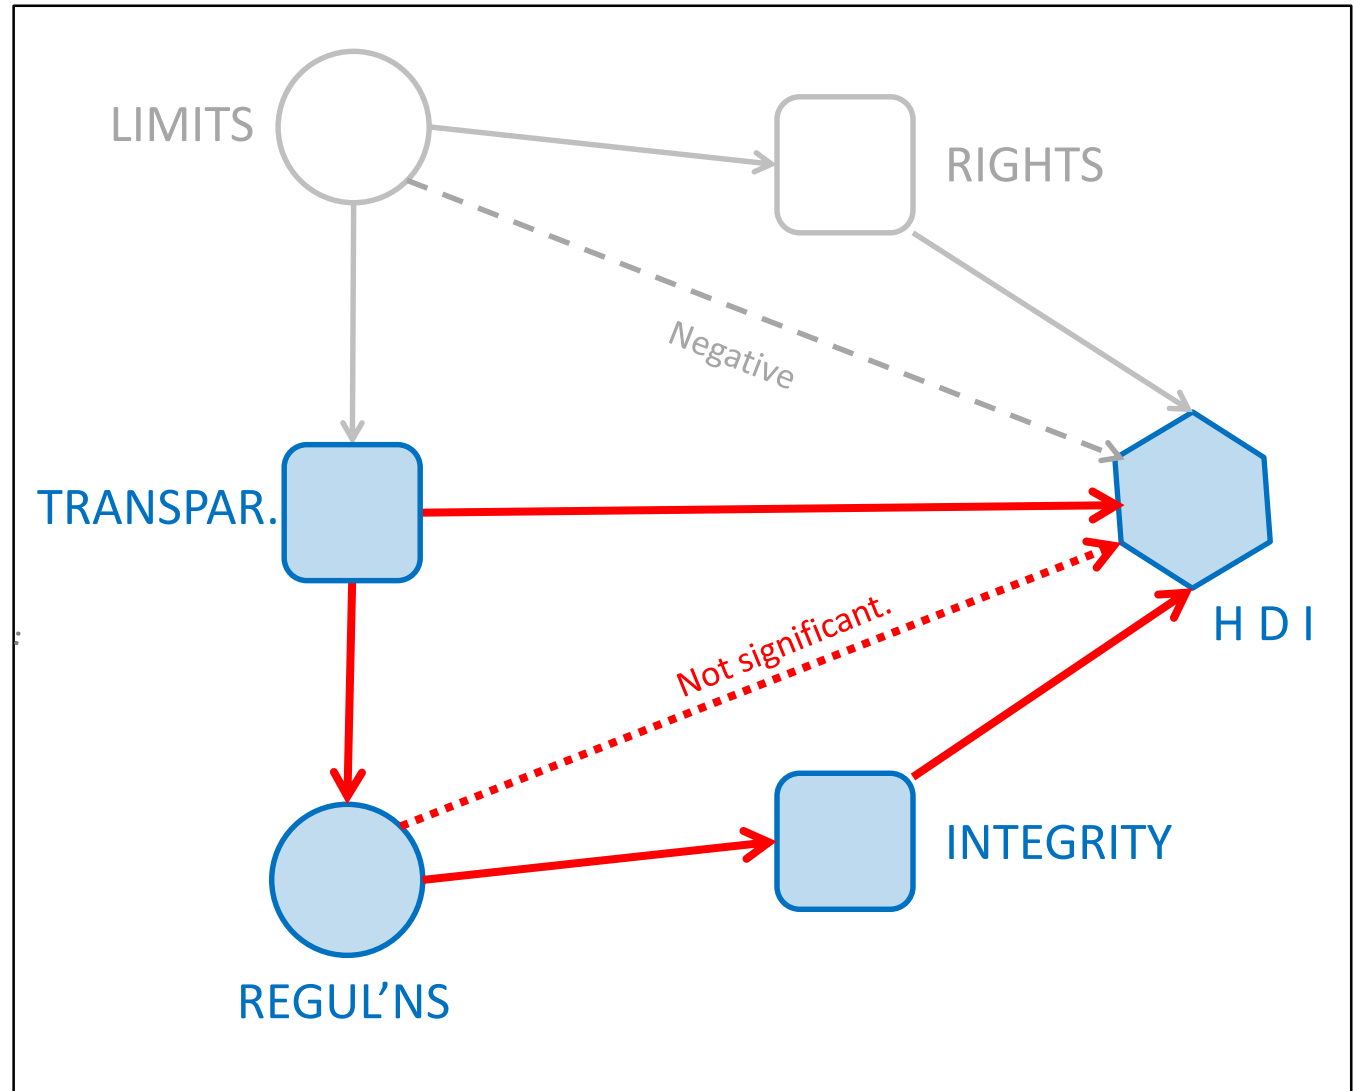 LIMITS
RIGHTS
Negative
TRANSPAR.
Not significant.
H D I
INTEGRITY
REGUL’NS